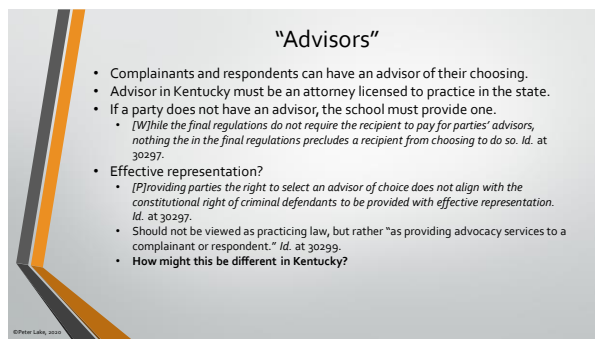 “Advisors”
• Complainants and respondents can have an advisor of their choosing.
• Advisor in Kentucky must be an attorney licensed to practice in the state.
• If a party does not have an advisor, the school must provide one.
• [W]hile the final regulations do not require the recipient to pay for parties’ advisors,
nothing the in the final regulations precludes a recipient from choosing to do so. Id. at
30297.
• Effective representation?
• [P]roviding parties the right to select an advisor of choice does not align with the
constitutional right of criminal defendants to be provided with effective representation.
Id. at 30297.
• Should not be viewed as practicing law, but rather “as providing advocacy services to a
complainant or respondent.” Id. at 30299.
• How might this be different in Kentucky?
©Peter Lake, 2020